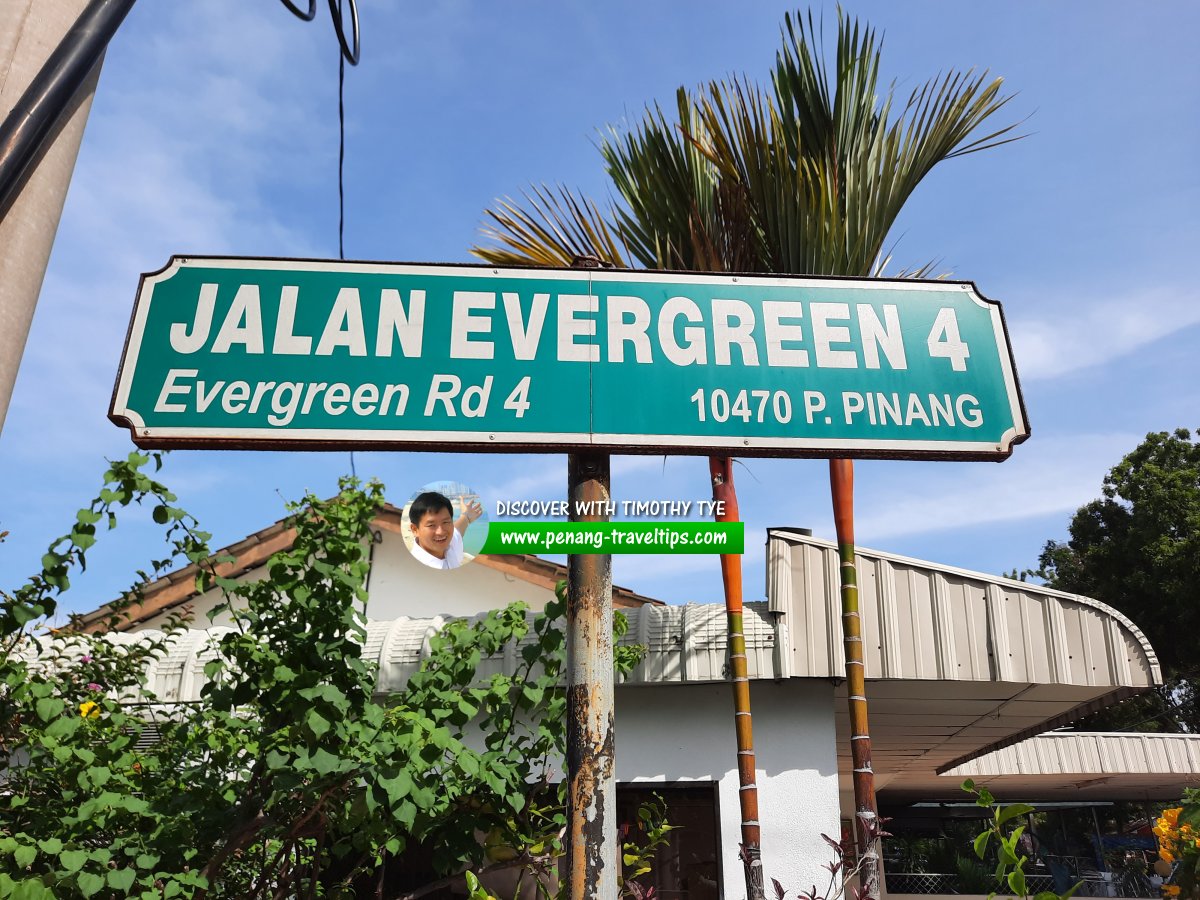 JALAN EVERGREEN 4
Evergreen Rd 4 10470 P. PINANG
DISCOVER WITH TIMOTHY TYE
www.penang-traveltips.com